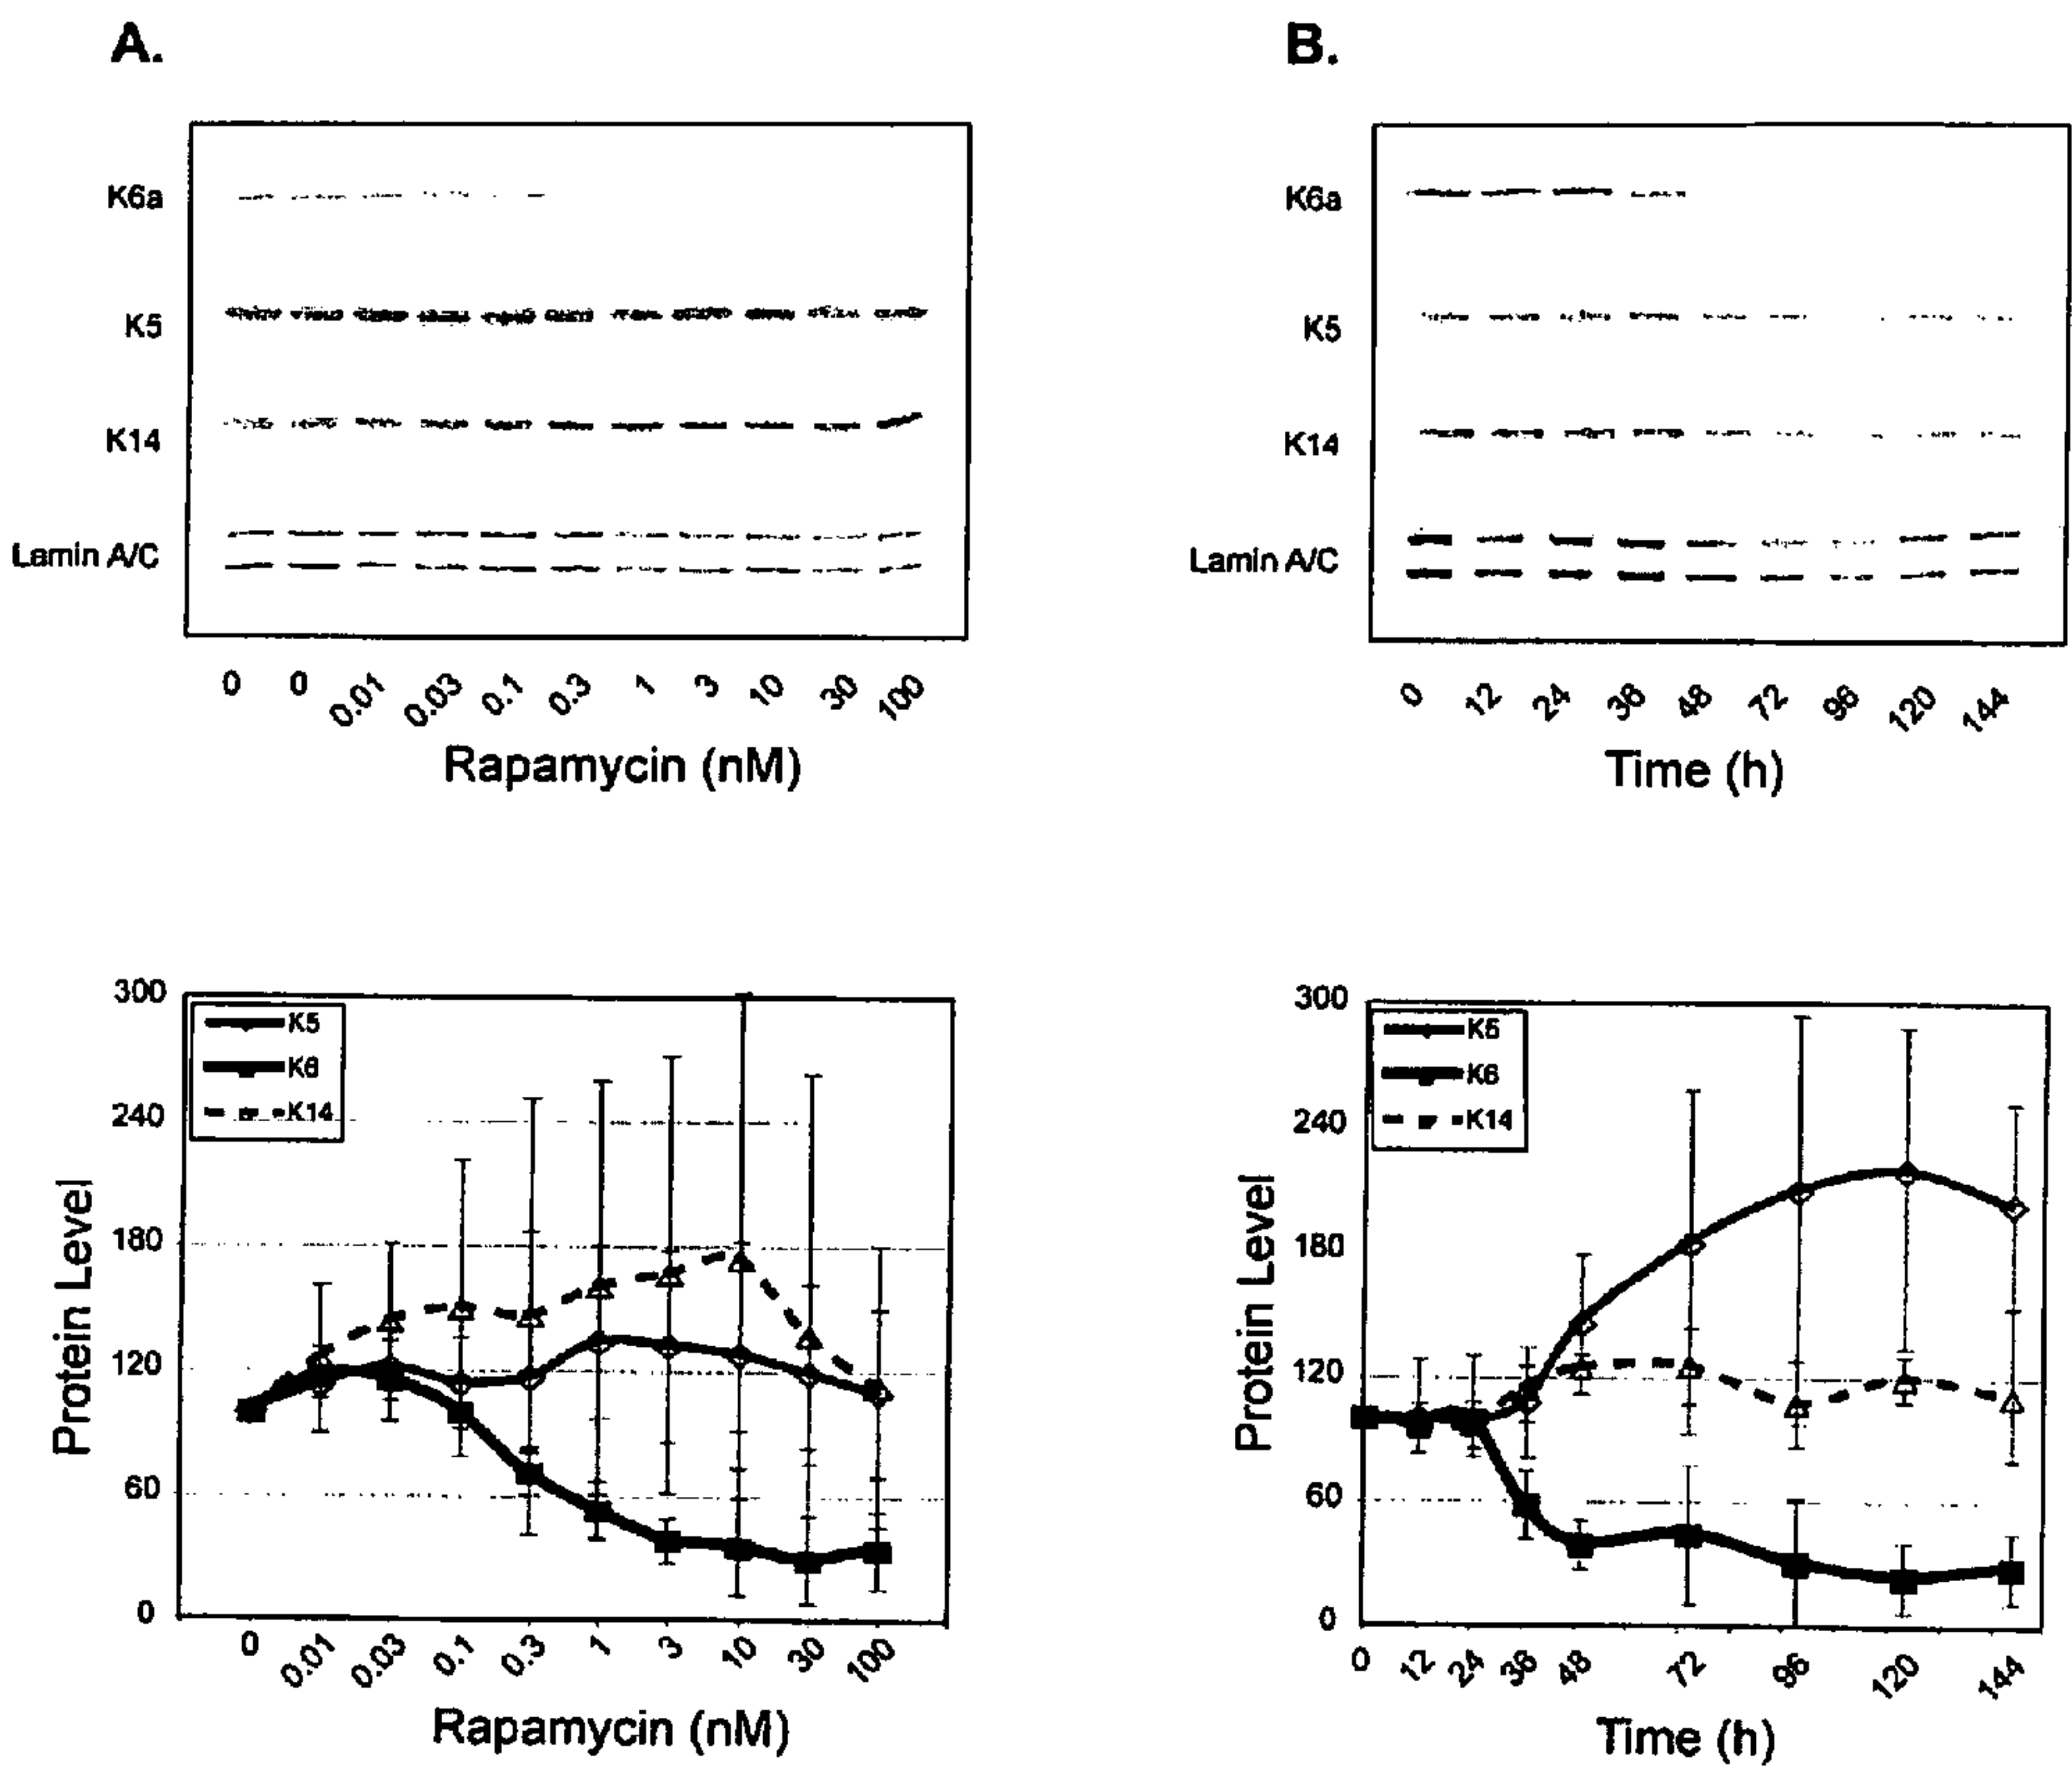 A.
K6a
K5
K14
Lamin A/C
0 0 0.01 0.03 0.1 0.3 1 3 10 30 100
Rapamycin (nM)
B.
K6a
K5
K14
Lamin A/C
0 12 24 36 48 72 96 120 144
Time (h)
300
240
180
120
60
0
K5
K6
K14
Protein Level
0 0.01 0.03 0.1 0.3 1 3 10 30 100
Rapamycin (nM)
300
240
180
120
60
0
K5
K6
K14
Protein Level
0 12 24 36 48 72 96 120 144
Time (h)